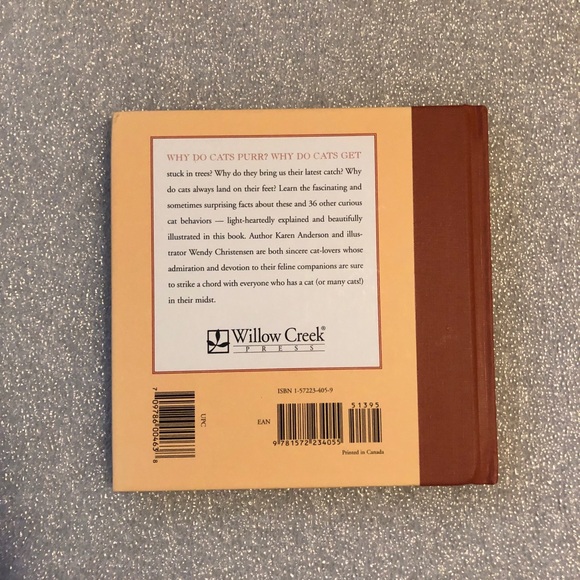 WHY DO CATS PURR? WHY DO CATS GET
stuck in trees? Why do they bring us their latest catch? Why
do cats always land on their feet? Learn the fascinating and
sometimes surprising facts about these and 36 other curious
cat behaviors — light-heartedly explained and beautifully
illustrated in this book. Author Karen Anderson and illus-
trator Wendy Christensen are both sincere cat-lovers whose
admiration and devotion to their feline companions are sure
to strike a chord with everyone who has a cat (or many cats!)
in their midst.
Willow Creek®
PRESS
ISBN 1-57223-405-9
51395
EAN
9 781572 234055
Printed in Canada
UPC
7 09786 00463 8